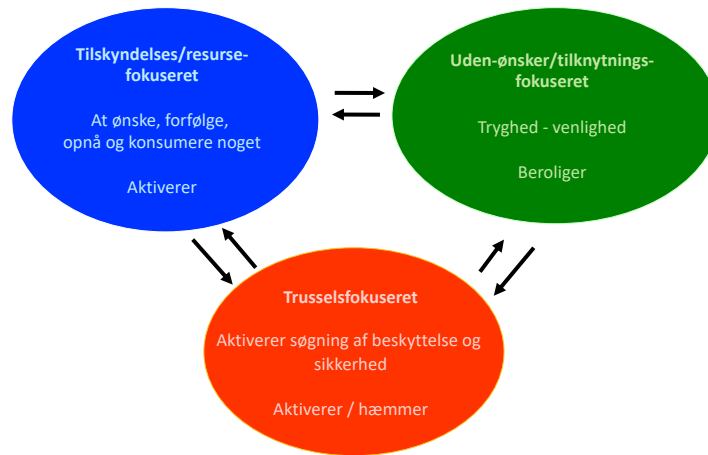 Tilskyndelses/resurse-
fokuseret
At ønske, forfølge,
opnå og konsumere noget
Aktiverer
Uden-ønsker/tilknytnings-
fokuseret
Tryghed - venlighed
Beroliger
Trusselsfokuseret
Aktiverer søgning af beskyttelse og
sikkerhed
Aktiverer / hæmmer